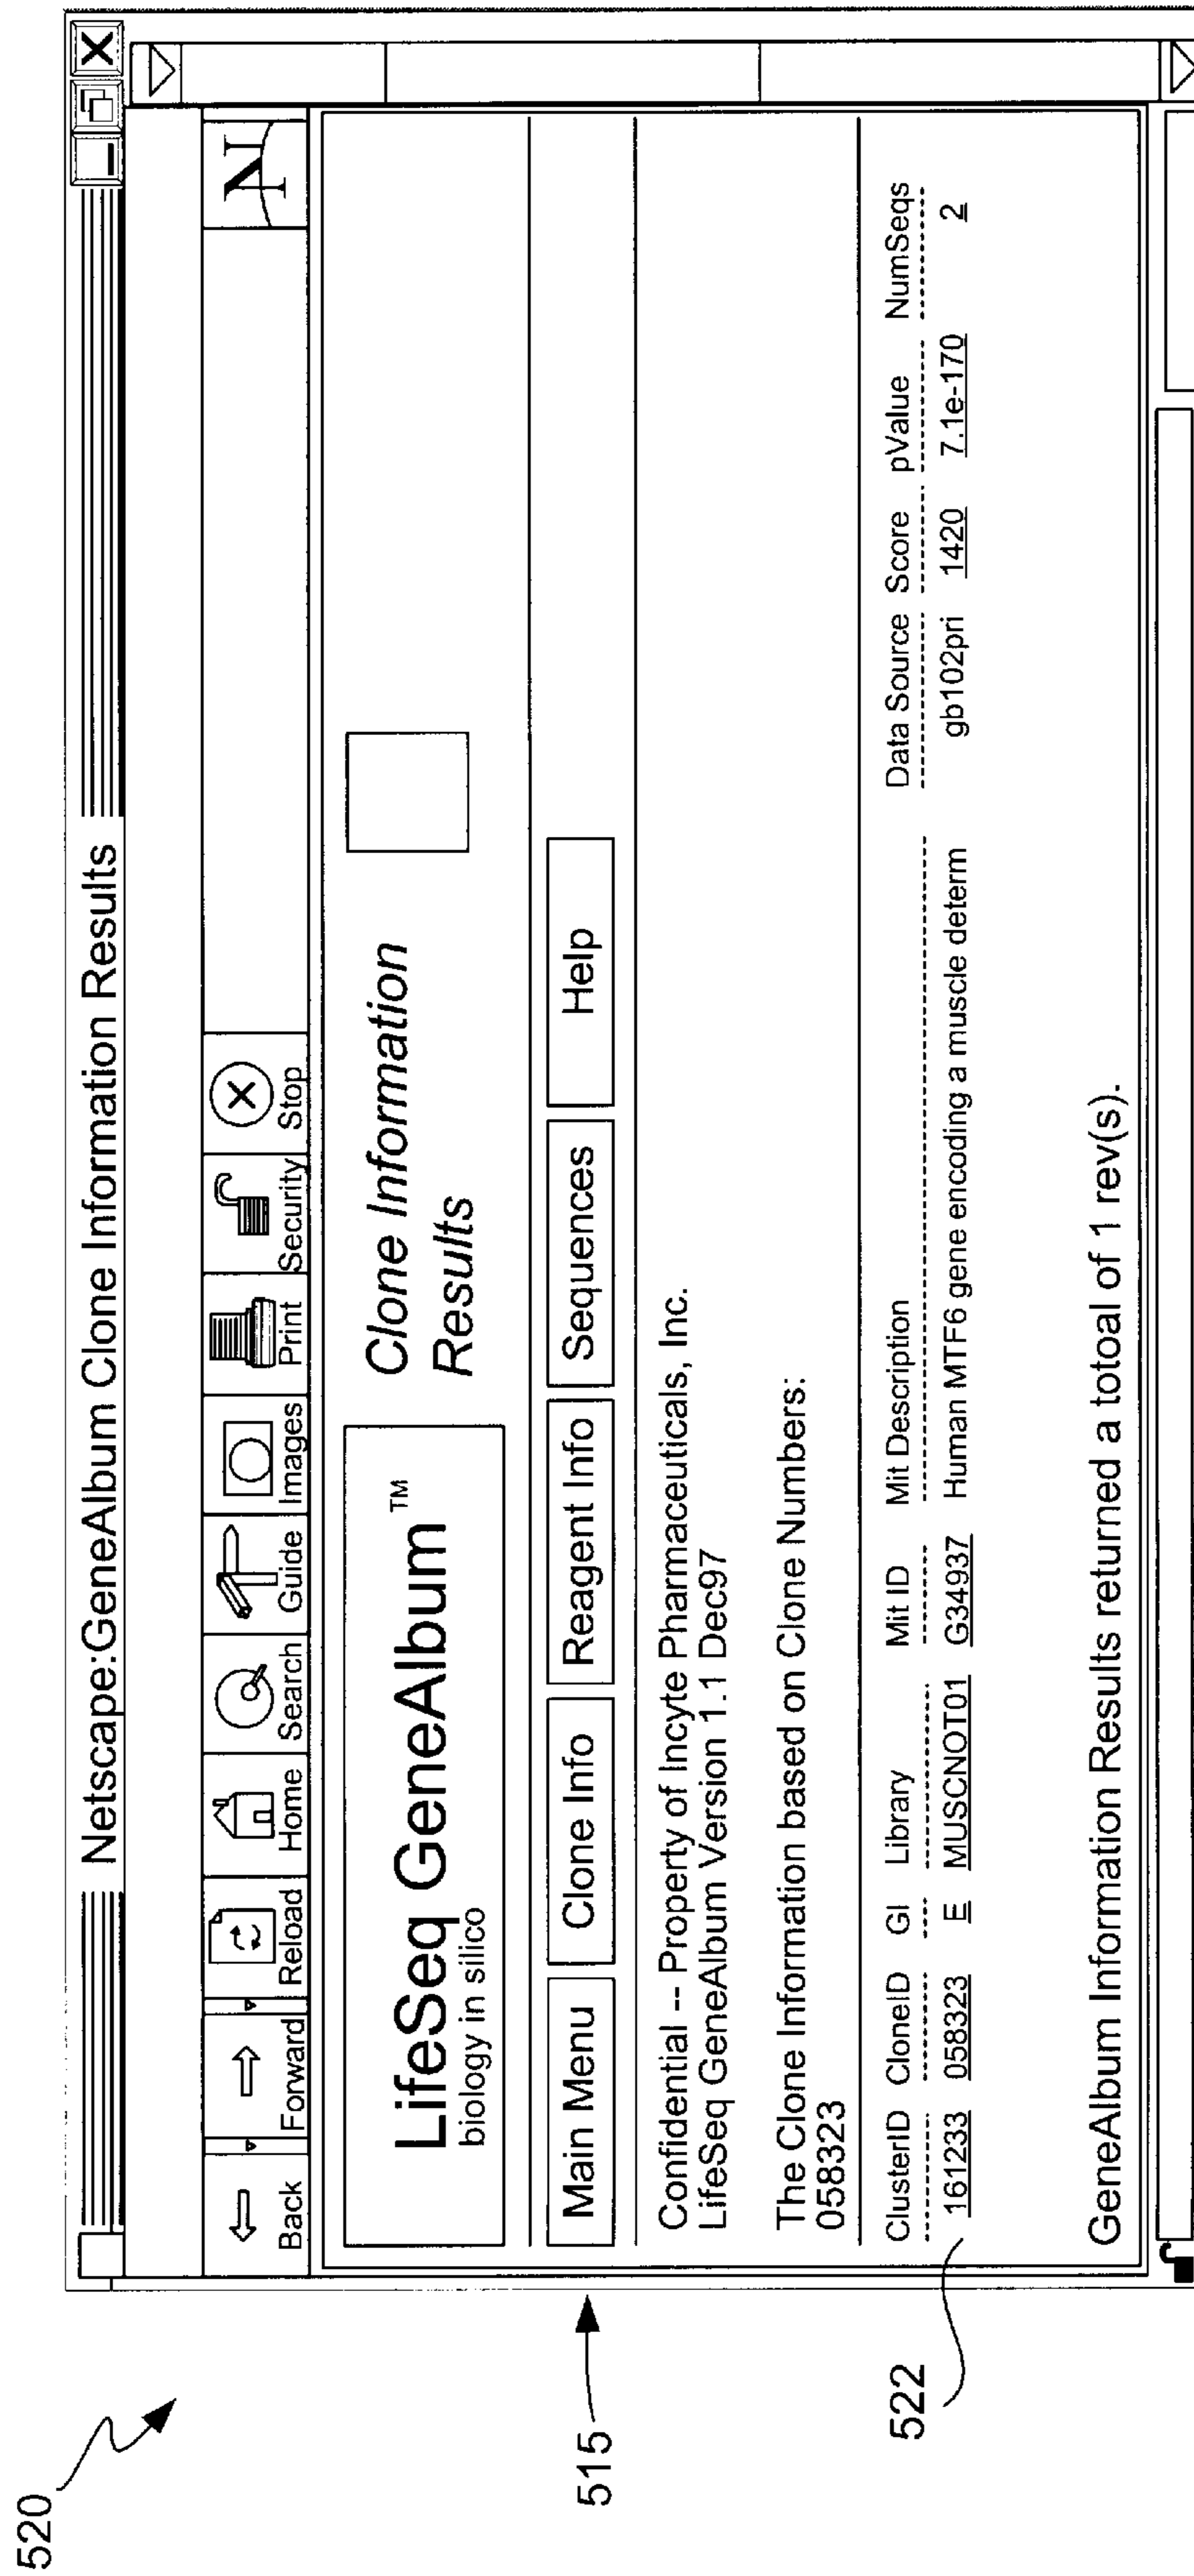 520
Netscape:GeneAlbum Clone Information Results
Back Forward Reload Home Search Guide Images Print Security Stop
N
LifeSeq GeneAlbum™
biology in silico
Clone Information
Results
515
Main Menu Clone Info Reagent Info Sequences Help
Confidential -- Property of Incyte Pharmaceuticals, Inc.
LifeSeq GeneAlbum Version 1.1 Dec97
The Clone Information based on Clone Numbers:
058323
ClusterID CloneID GI Library Mit ID Mit Description Data Source Score pValue NumSeqs
522
161233 058323 E MUSCNOT01 G34937 Human MTF6 gene encoding a muscle determ gb102pri 1420 7.1e-170 2
GeneAlbum Information Results returned a totoal of 1 rev(s).